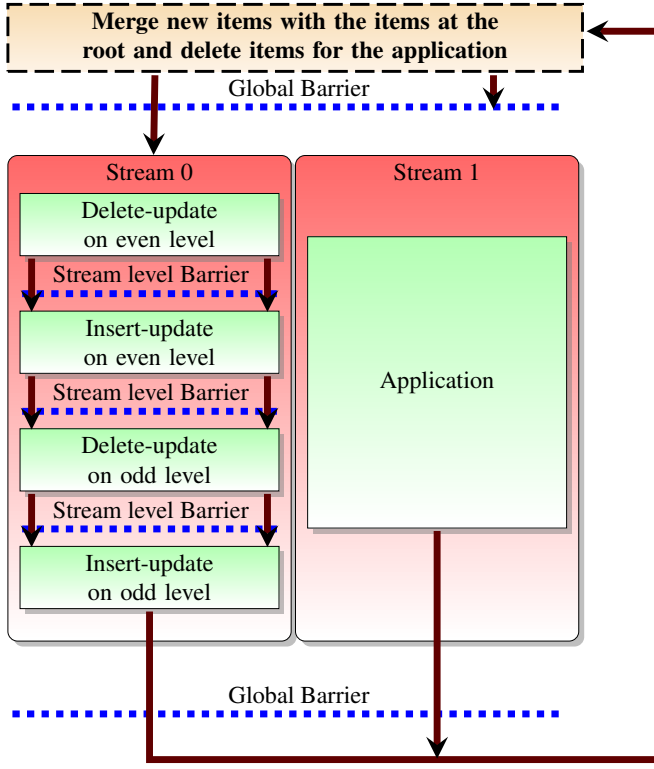 Merge new items with the items at the
root and delete items for the application
Global Barrier
Stream 0
Delete-update
on even level
Stream level Barrier
Insert-update
on even level
Stream level Barrier
Delete-update
on odd level
Stream level Barrier
Insert-update
on odd level
Stream 1
Application
Global Barrier